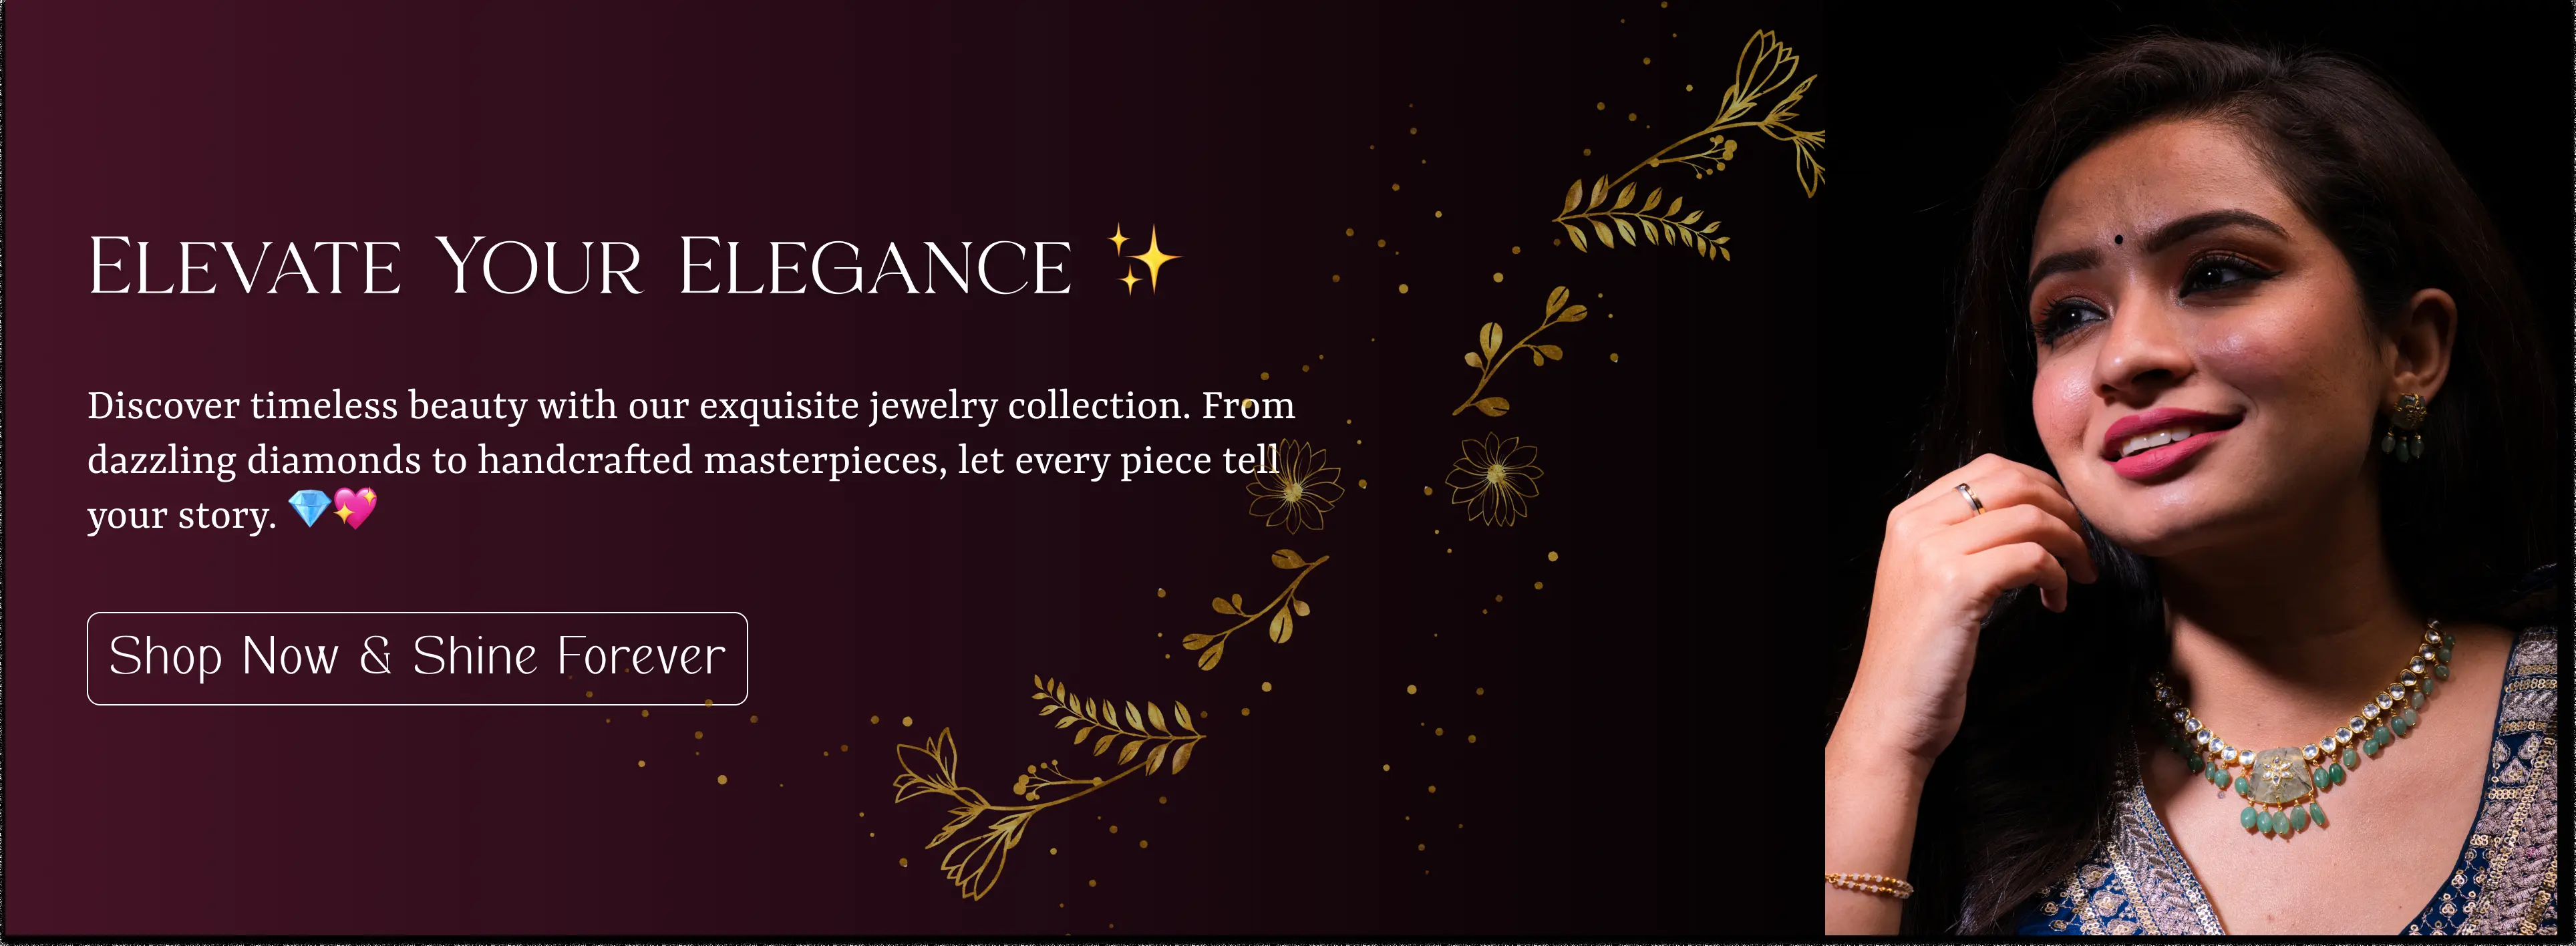 Elevate Your Elegance ✨
Discover timeless beauty with our exquisite jewelry collection. From
dazzling diamonds to handcrafted masterpieces, let every piece tell
your story. 💎💖
Shop Now & Shine Forever